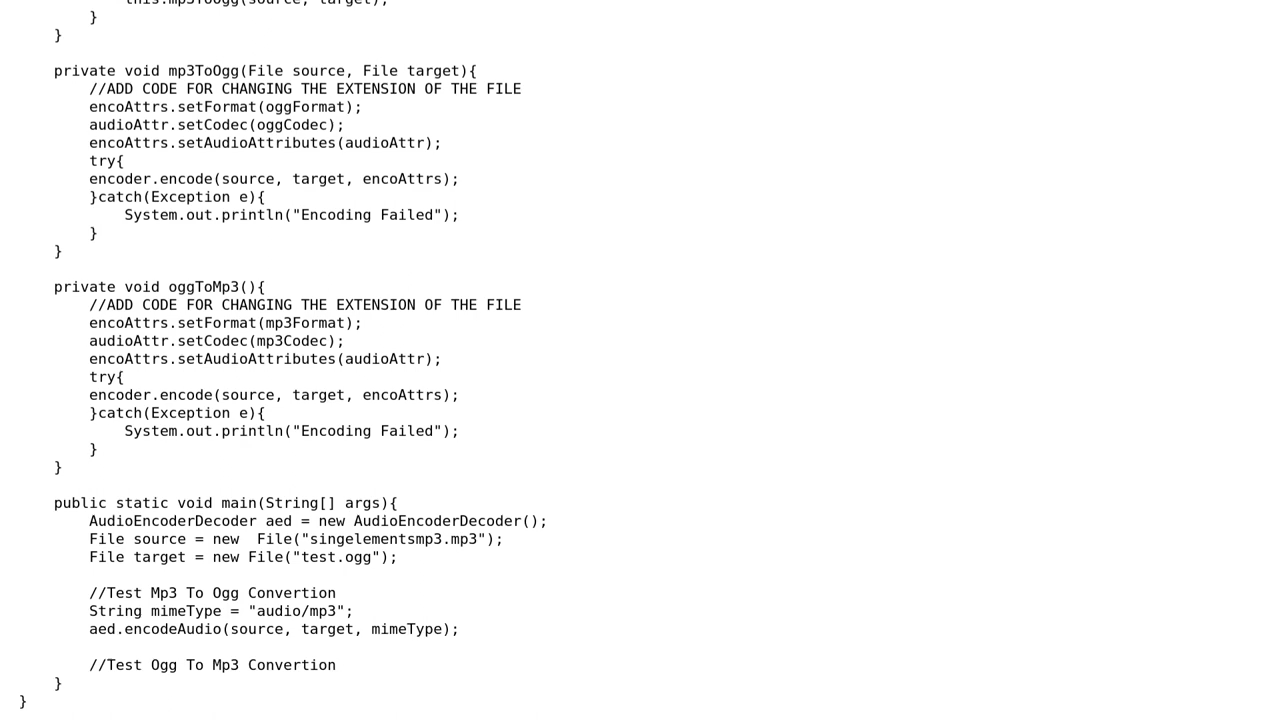 this.mp3ToOgg(source, target);
}
}
private void mp3ToOgg(File source, File target){
//ADD CODE FOR CHANGING THE EXTENSION OF THE FILE
encoAttrs.setFormat(oggFormat);
audioAttr.setCodec(oggCodec);
encoAttrs.setAudioAttributes(audioAttr);
try{
encoder.encode(source, target, encoAttrs);
}catch(Exception e){
System.out.println("Encoding Failed");
}
}
private void oggToMp3(){
//ADD CODE FOR CHANGING THE EXTENSION OF THE FILE
encoAttrs.setFormat(mp3Format);
audioAttr.setCodec(mp3Codec);
encoAttrs.setAudioAttributes(audioAttr);
try{
encoder.encode(source, target, encoAttrs);
}catch(Exception e){
System.out.println("Encoding Failed");
}
}
public static void main(String[] args){
AudioEncoderDecoder aed = new AudioEncoderDecoder();
File source = new  File("singelementsmp3.mp3");
File target = new File("test.ogg");
//Test Mp3 To Ogg Convertion
String mimeType = "audio/mp3";
aed.encodeAudio(source, target, mimeType);
//Test Ogg To Mp3 Convertion
}
}